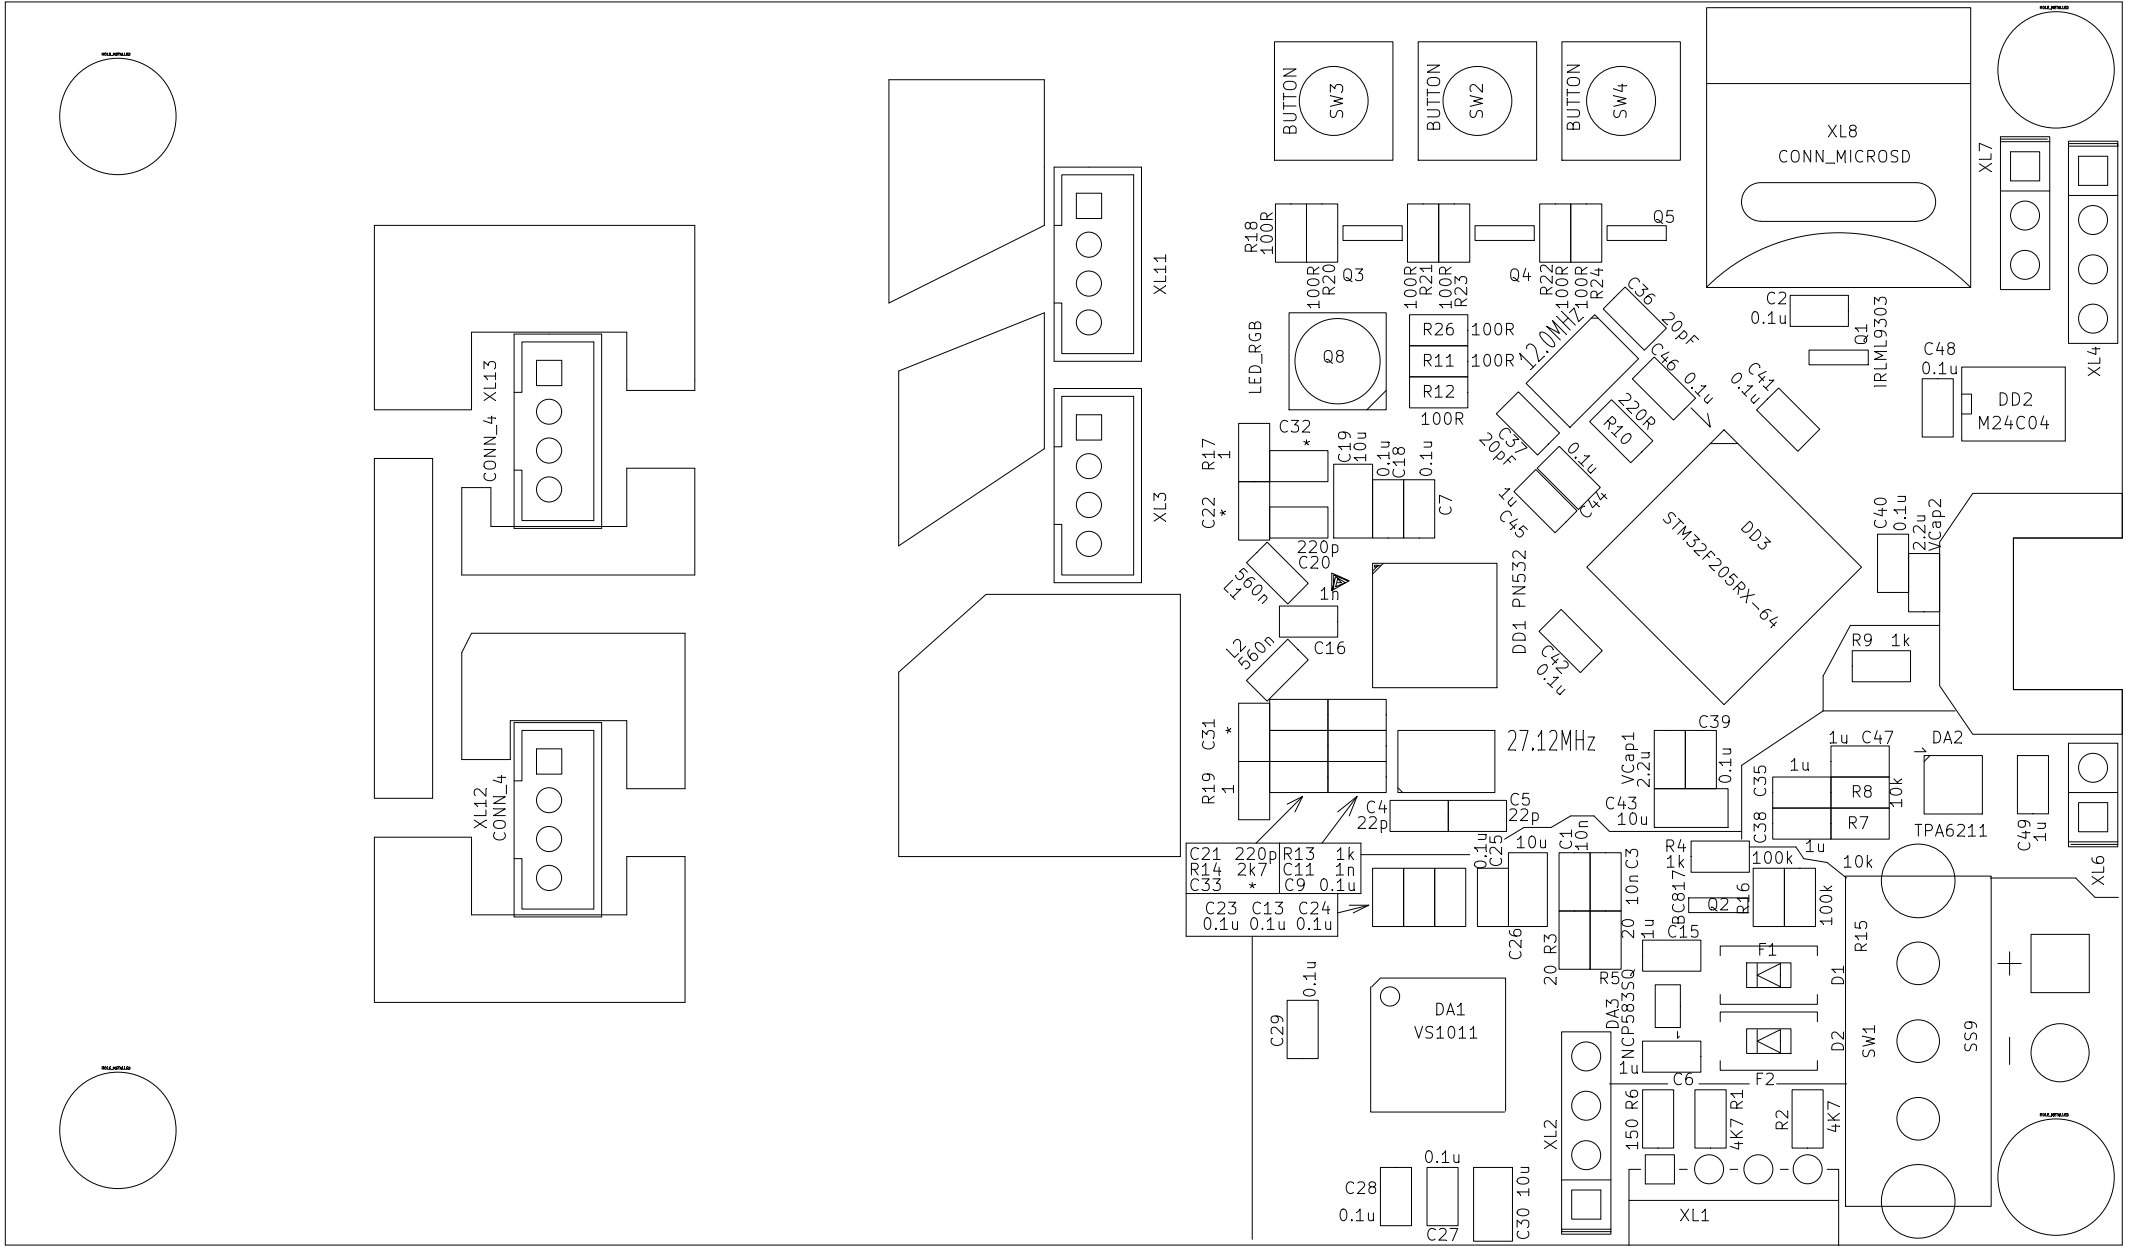 BUTTON
SW3
BUTTON
SW2
BUTTON
SW4
XL8
CONN_MICROSD
XL7
XL4
R18
100R
100R
R20
Q3
100R
R21
100R
R23
Q4
R22
100R
100R
R24
Q5
XL11
XL3
CONN_4 XL13
XL12
CONN_4
LED_RGB
Q8
R26 100R
R11 100R
R12
100R
12.0MHz
C36
20pF
C46
0.1u
C41
0.1u
C2
0.1u
Q1
IRLML9303
C48
0.1u
DD2
M24C04
C37
20pF
220R
R10
0.1u
C44
1u
C45
R17
1
C32
*
C22
*
C19
10u
0.1u
C18
0.1u
C7
220p
C20
560n
L1
1n
C16
L2
560n
DD1 PN532
DD3
STM32F205RX-64
C42
0.1u
C40
0.1u
2.2u
VCap2
R9 1k
C31
*
R19
1
27.12MHz
C4
22p
C5
22p
C39
VCap1
2.2u
0.1u
C43
10u
1u C47
C35
1u
R8
10k
R7
C38
1u
10k
DA2
TPA6211
C49
1u
XL6
C21 220p
R14 2k7
C33 *
R13 1k
C11 1n
C9 0.1u
C23 C13 C24
0.1u 0.1u 0.1u
0.1u
C25
10u
C26
C1
10n
10n C3
20 R3
20
R5
R4
1k
100k
BC817
Q2
R16
100k
R15
1u
C15
F1
D1
DA3
NCP583SQ
D2
1u
C6
F2
C29
0.1u
DA1
VS1011
SW1
SS9
+
−
XL2
150 R6
4K7 R1
R2
4K7
XL1
C28
0.1u
0.1u
C27
C30 10u